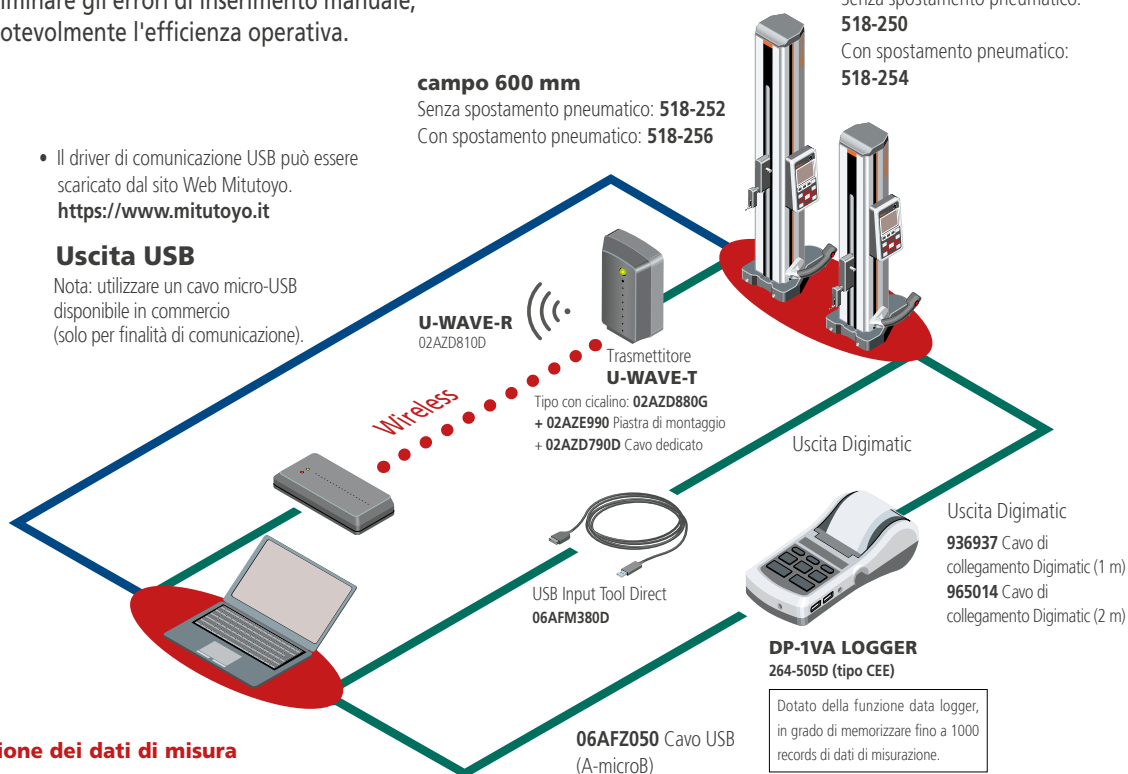 otevolmente l'efficienza operativa.
518-250
Con spostamento pneumatico:
518-254
campo 600 mm
Senza spostamento pneumatico: 518-252
Con spostamento pneumatico: 518-256
• Il driver di comunicazione USB può essere
scaricato dal sito Web Mitutoyo.
https://www.mitutoyo.it
Uscita USB
Nota: utilizzare un cavo micro-USB
disponibile in commercio
(solo per finalità di comunicazione).
U-WAVE-R
02AZD810D
Trasmettitore
U-WAVE-T
Tipo con cicalino: 02AZD880G
+ 02AZE990 Piastra di montaggio
+ 02AZD790D Cavo dedicato
Wireless
Uscita Digimatic
USB Input Tool Direct
06AFM380D
Uscita Digimatic
936937 Cavo di
collegamento Digimatic (1 m)
965014 Cavo di
collegamento Digimatic (2 m)
DP-1VA LOGGER
264-505D (tipo CEE)
Dotato della funzione data logger,
in grado di memorizzare fino a 1000
records di dati di misurazione.
ione dei dati di misura
06AFZ050 Cavo USB
(A-microB)